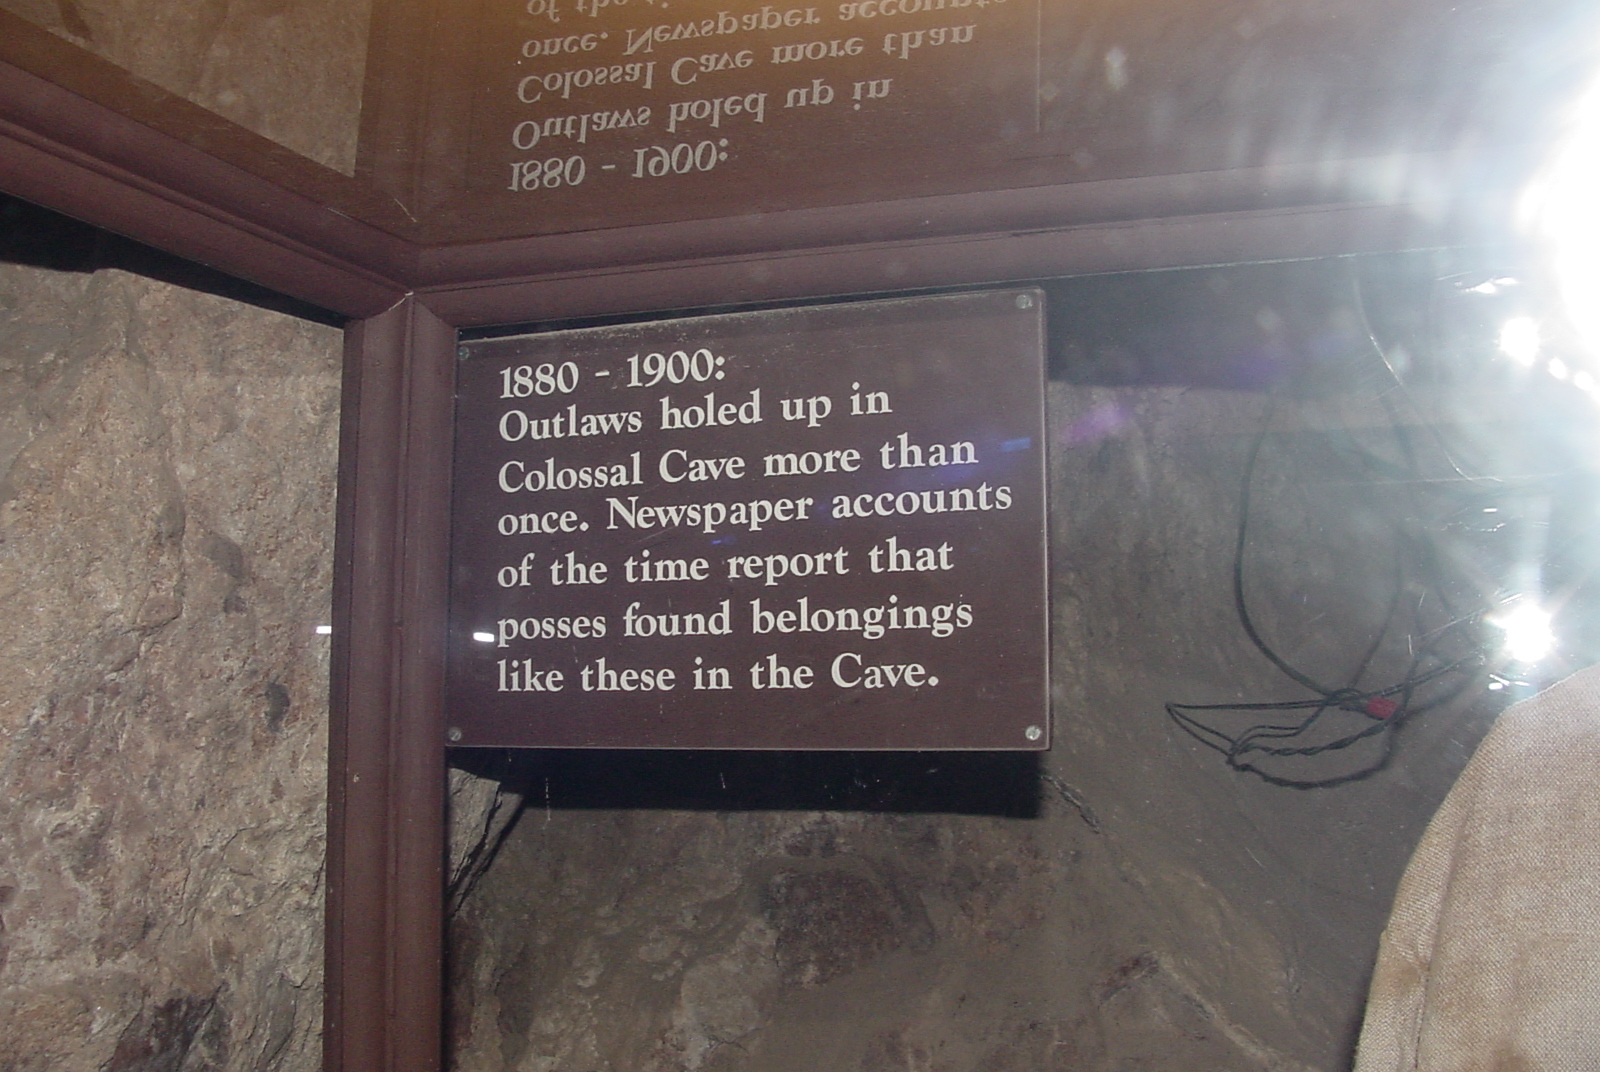 1880 - 1900:
Outlaws holed up in
Colossal Cave more than
once. Newspaper accounts
of the time report that
posses found belongings
like these in the Cave.